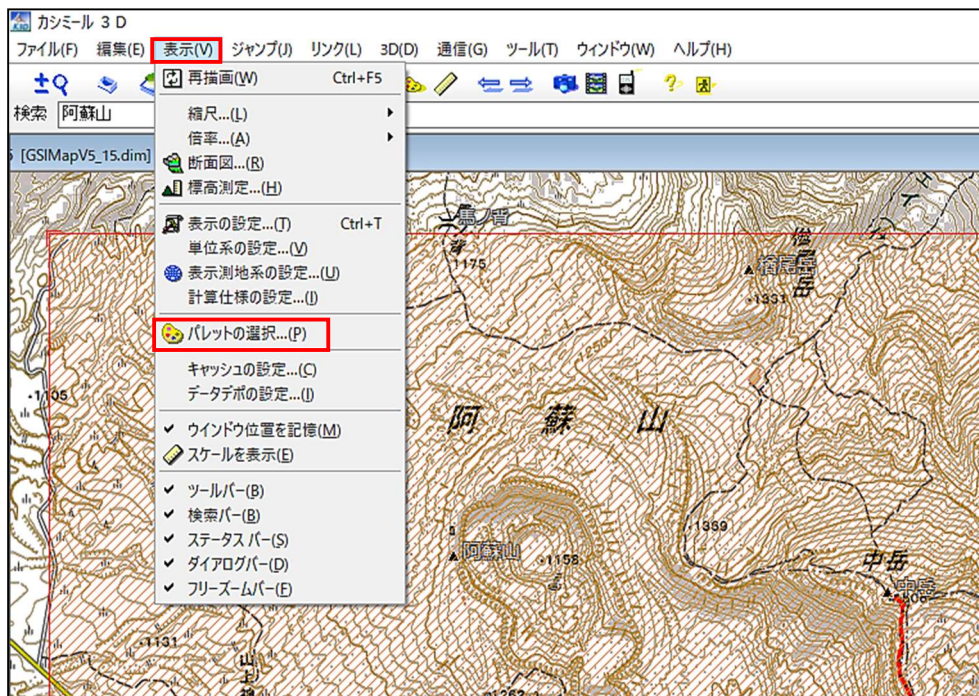 カシミール 3 D
ファイル(F) 編集(E) 表示(V) ジャンプ(J) リンク(L) 3D(D) 通信(G) ツール(T) ウィンドウ(W) ヘルプ(H)
検索 阿蘇山
[GSIMapV5_15.dim]
再描画(W) Ctrl+F5
縮尺...(L)
倍率...(A)
断面図...(R)
標高測定...(H)
表示の設定...(T) Ctrl+T
単位系の設定...(V)
表示測地系の設定...(U)
計算仕様の設定...(I)
パレットの選択...(P)
キャッシュの設定...(C)
データデポの設定...(I)
ウインドウ位置を記憶(M)
スケールを表示(E)
ツールバー(B)
検索バー(B)
ステータス バー(S)
ダイアログバー(D)
フリーズームバー(F)
馬ノ背
1175
楢尾岳
1331
1105
阿蘇山
1369
阿蘇山
1158
中岳
中岳
1131
山上